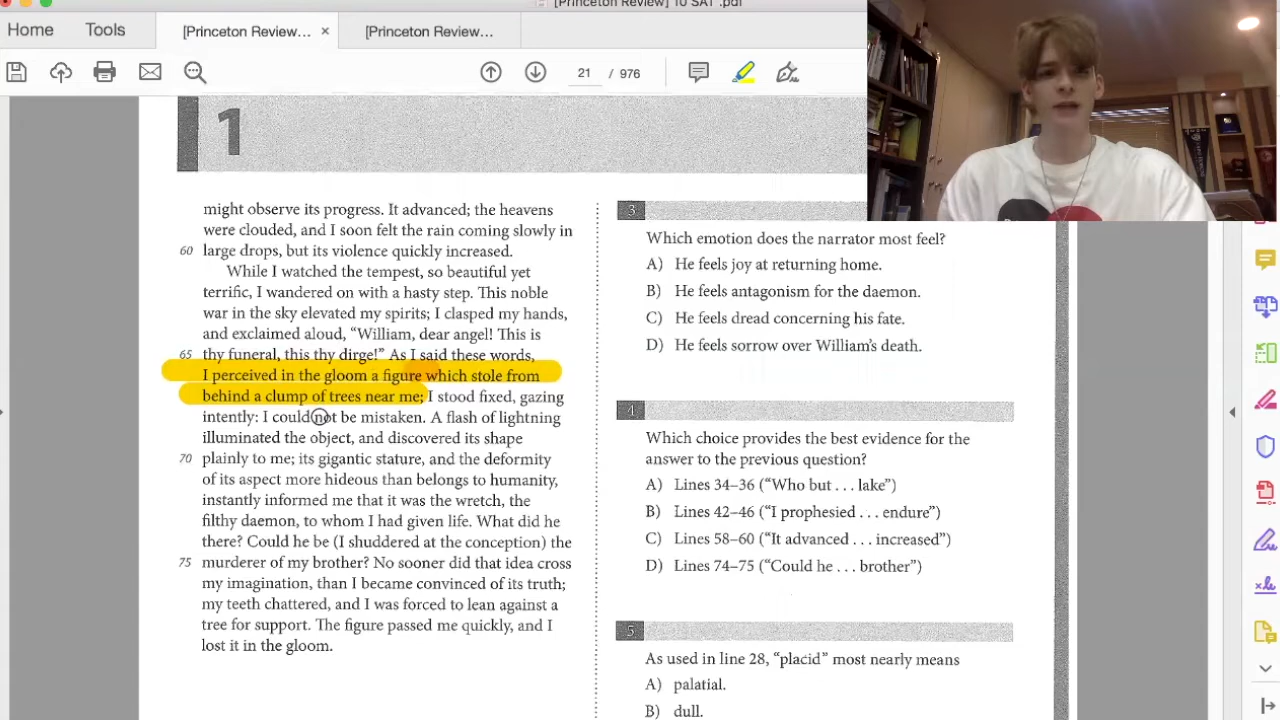 [Princeton Review] 10 SAT .pdf
Home
Tools
[Princeton Review... ×
[Princeton Review...
21 / 976
1
might observe its progress. It advanced; the heavens
were clouded, and I soon felt the rain coming slowly in
60 large drops, but its violence quickly increased.
While I watched the tempest, so beautiful yet
terrific, I wandered on with a hasty step. This noble
war in the sky elevated my spirits; I clasped my hands,
and exclaimed aloud, “William, dear angel! This is
65 thy funeral, this thy dirge!” As I said these words,
I perceived in the gloom a figure which stole from
behind a clump of trees near me; I stood fixed, gazing
intently: I could not be mistaken. A flash of lightning
illuminated the object, and discovered its shape
70 plainly to me; its gigantic stature, and the deformity
of its aspect more hideous than belongs to humanity,
instantly informed me that it was the wretch, the
filthy daemon, to whom I had given life. What did he
there? Could he be (I shuddered at the conception) the
75 murderer of my brother? No sooner did that idea cross
my imagination, than I became convinced of its truth;
my teeth chattered, and I was forced to lean against a
tree for support. The figure passed me quickly, and I
lost it in the gloom.
3
Which emotion does the narrator most feel?
A) He feels joy at returning home.
B) He feels antagonism for the daemon.
C) He feels dread concerning his fate.
D) He feels sorrow over William’s death.
4
Which choice provides the best evidence for the
answer to the previous question?
A) Lines 34–36 (“Who but . . . lake”)
B) Lines 42–46 (“I prophesied . . . endure”)
C) Lines 58–60 (“It advanced . . . increased”)
D) Lines 74–75 (“Could he . . . brother”)
5
As used in line 28, “placid” most nearly means
A) palatial.
B) dull.